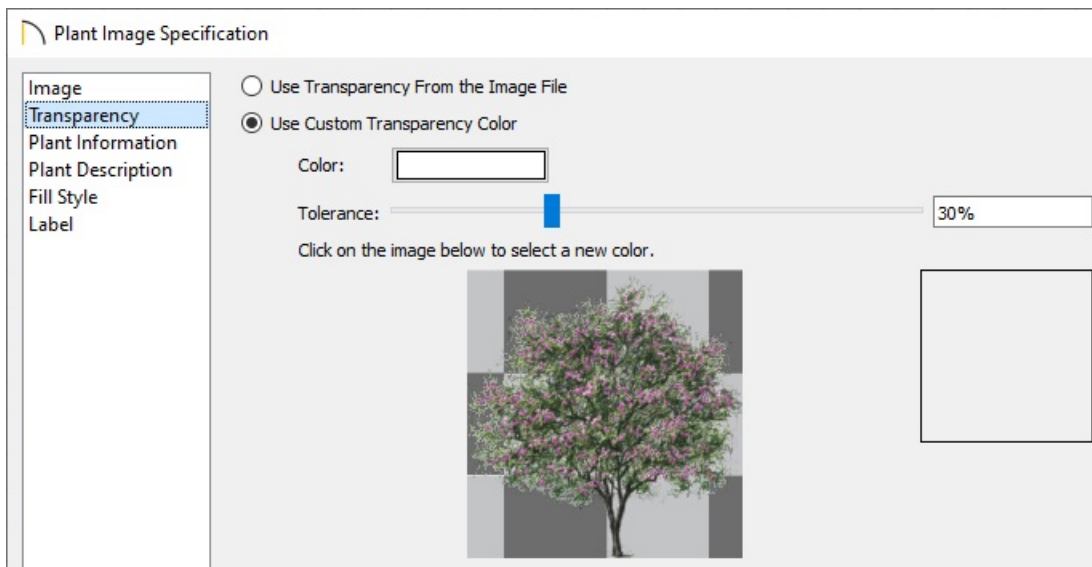 Plant Image Specification
Image
Transparency
Plant Information
Plant Description
Fill Style
Label
Use Transparency From the Image File
Use Custom Transparency Color
Color:
Tolerance:
30%
Click on the image below to select a new color.